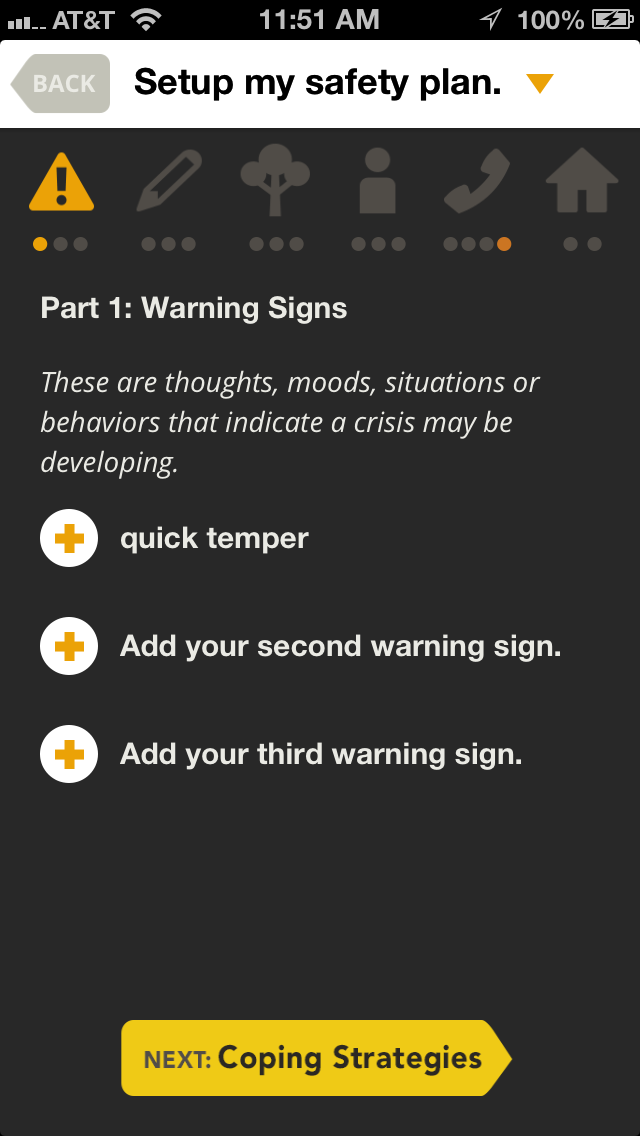 AT&T 11:51 AM 100%
BACK Setup my safety plan.
Part 1: Warning Signs
These are thoughts, moods, situations or
behaviors that indicate a crisis may be
developing.
quick temper
Add your second warning sign.
Add your third warning sign.
NEXT: Coping Strategies